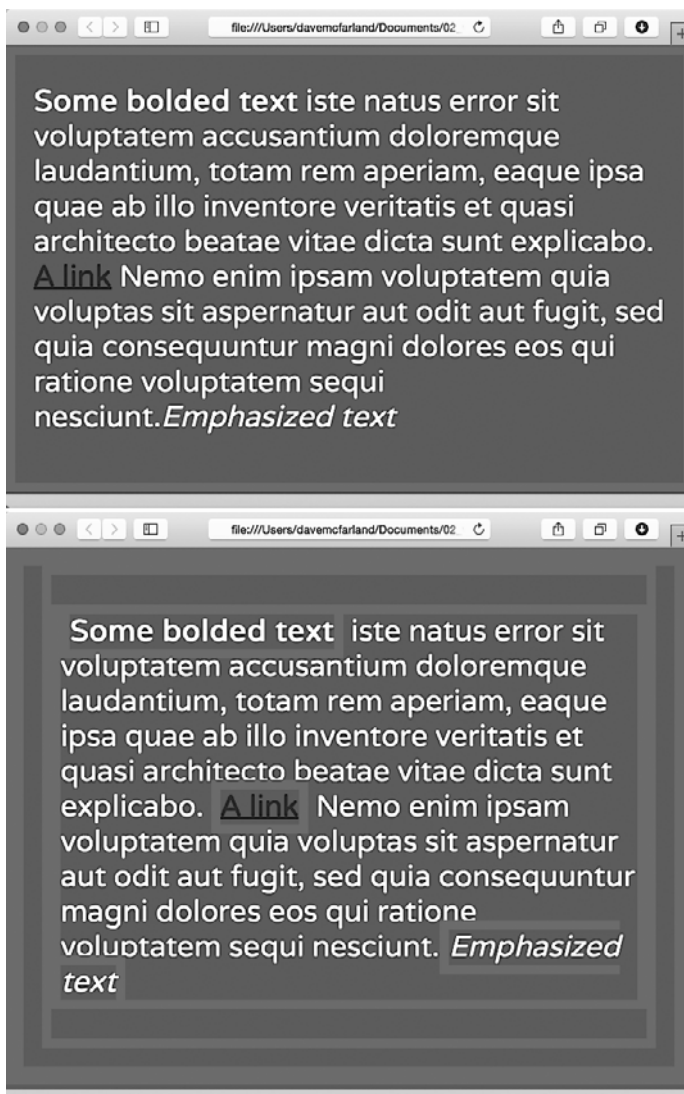 file:///Users/davemcfarland/Documents/02_
Some bolded text iste natus error sit
voluptatem accusantium doloremque
laudantium, totam rem aperiam, eaque ipsa
quae ab illo inventore veritatis et quasi
architecto beatae vitae dicta sunt explicabo.
A link Nemo enim ipsam voluptatem quia
voluptas sit aspernatur aut odit aut fugit, sed
quia consequuntur magni dolores eos qui
ratione voluptatem sequi
nesciunt.Emphasized text
file:///Users/davemcfarland/Documents/02_
Some bolded text iste natus error sit
voluptatem accusantium doloremque
laudantium, totam rem aperiam, eaque
ipsa quae ab illo inventore veritatis et
quasi architecto beatae vitae dicta sunt
explicabo. A link Nemo enim ipsam
voluptatem quia voluptas sit aspernatur
aut odit aut fugit, sed quia consequuntur
magni dolores eos qui ratione
voluptatem sequi nesciunt. Emphasized
text